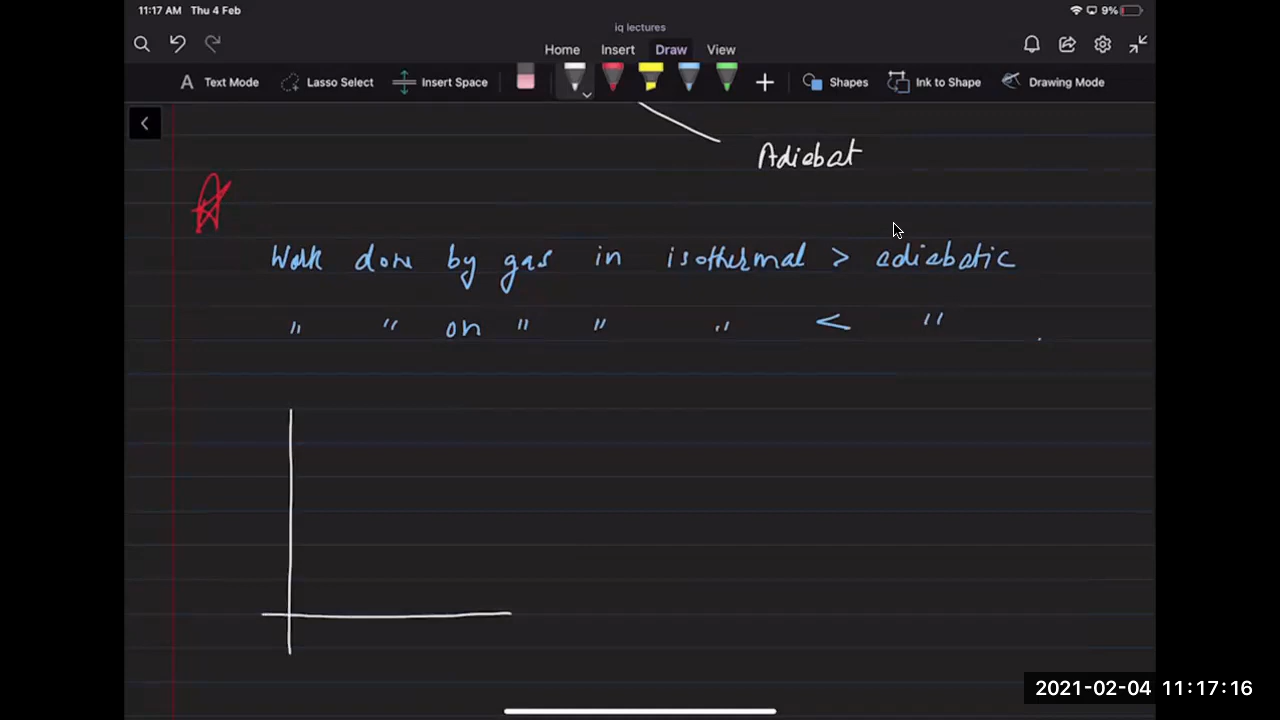 11:17 AM Thu 4 Feb 9%
iq lectures
Home Insert Draw View
Text Mode Lasso Select Insert Space Shapes Ink to Shape Drawing Mode
Adiabat
Work done by gas in isothermal > adiabatic
" " on " " " < " .
2021-02-04 11:17:16